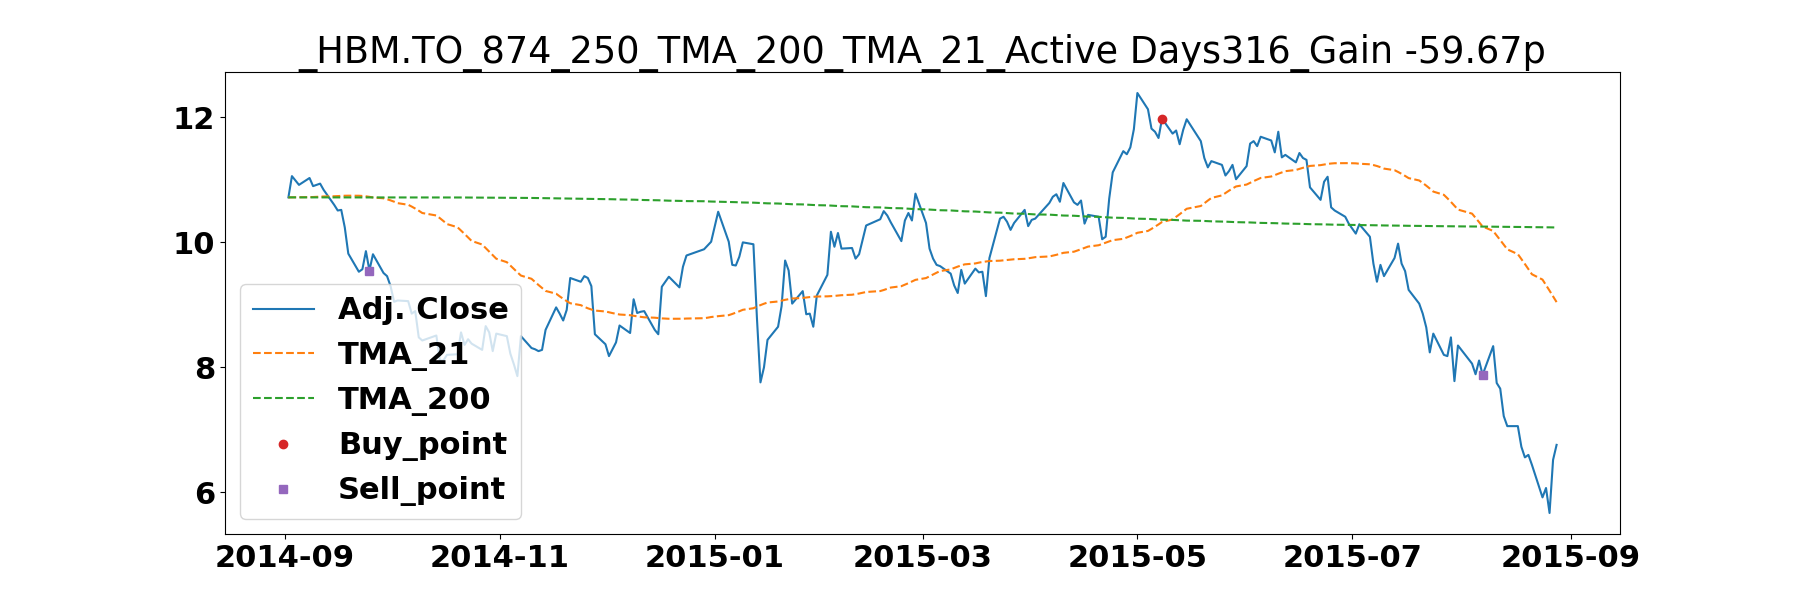 _HBM.TO_874_250_TMA_200_TMA_21_Active Days316_Gain -59.67p
12
10
8
6
Adj. Close
TMA_21
TMA_200
Buy_point
Sell_point
2014-09 2014-11 2015-01 2015-03 2015-05 2015-07 2015-09